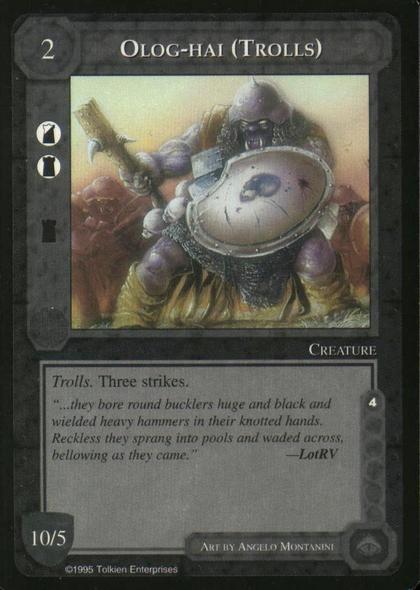 2
OLOG-HAI (TROLLS)
CREATURE
Trolls. Three strikes.
"...they bore round bucklers huge and black and
wielded heavy hammers in their knotted hands.
Reckless they sprang into pools and waded across,
bellowing as they came." —LotRV
4
10/5
ART BY ANGELO MONTANINI
©1995 Tolkien Enterprises